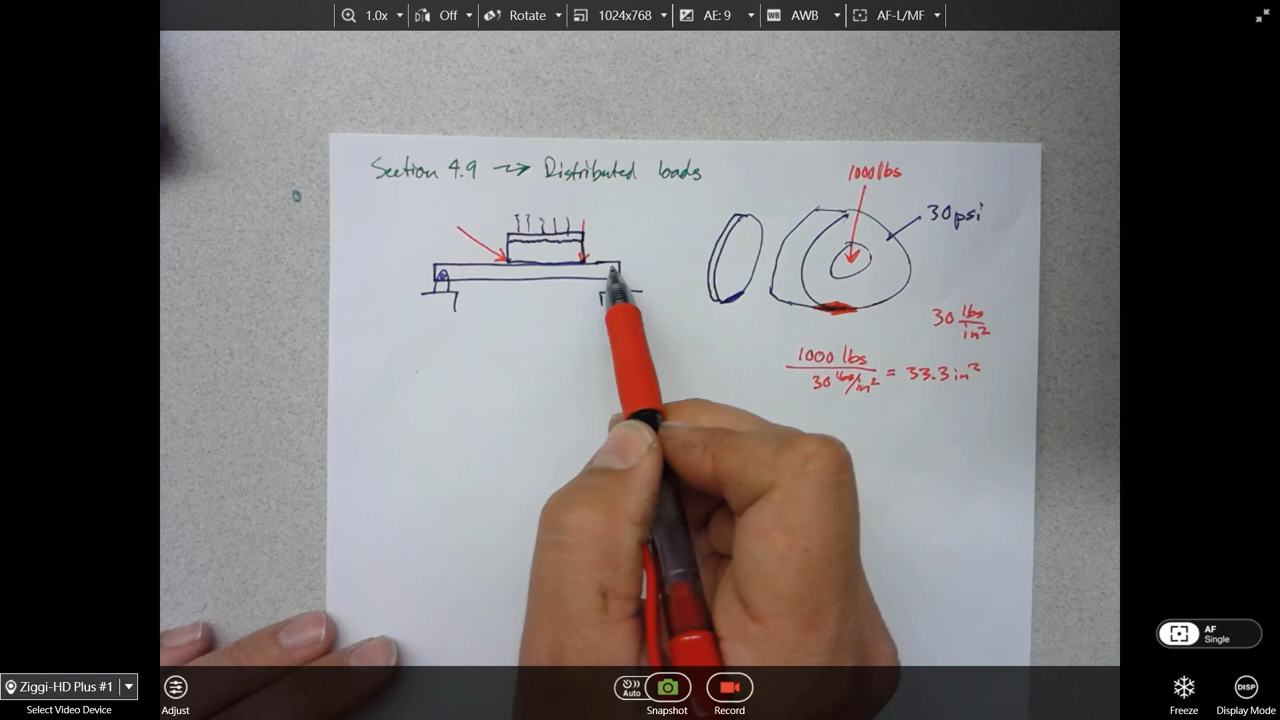 1.0x Off Rotate 1024x768 AE: 9 AWB AF-L/MF
Section 4.9 → Distributed loads
1000 lbs
30 psi
30 lbs/in²
1000 lbs
30 lbs/in² = 33.3 in²
AF
Single
Ziggi-HD Plus #1
Select Video Device
Adjust
Auto
Snapshot
Record
Freeze
DISP
Display Mode